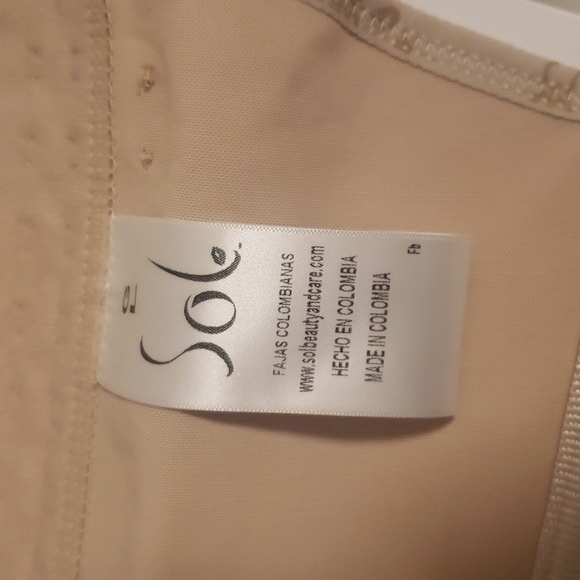 Sol
FAJAS COLOMBIANAS
www.solbeautyandcare.com
HECHO EN COLOMBIA
MADE IN COLOMBIA
Fb